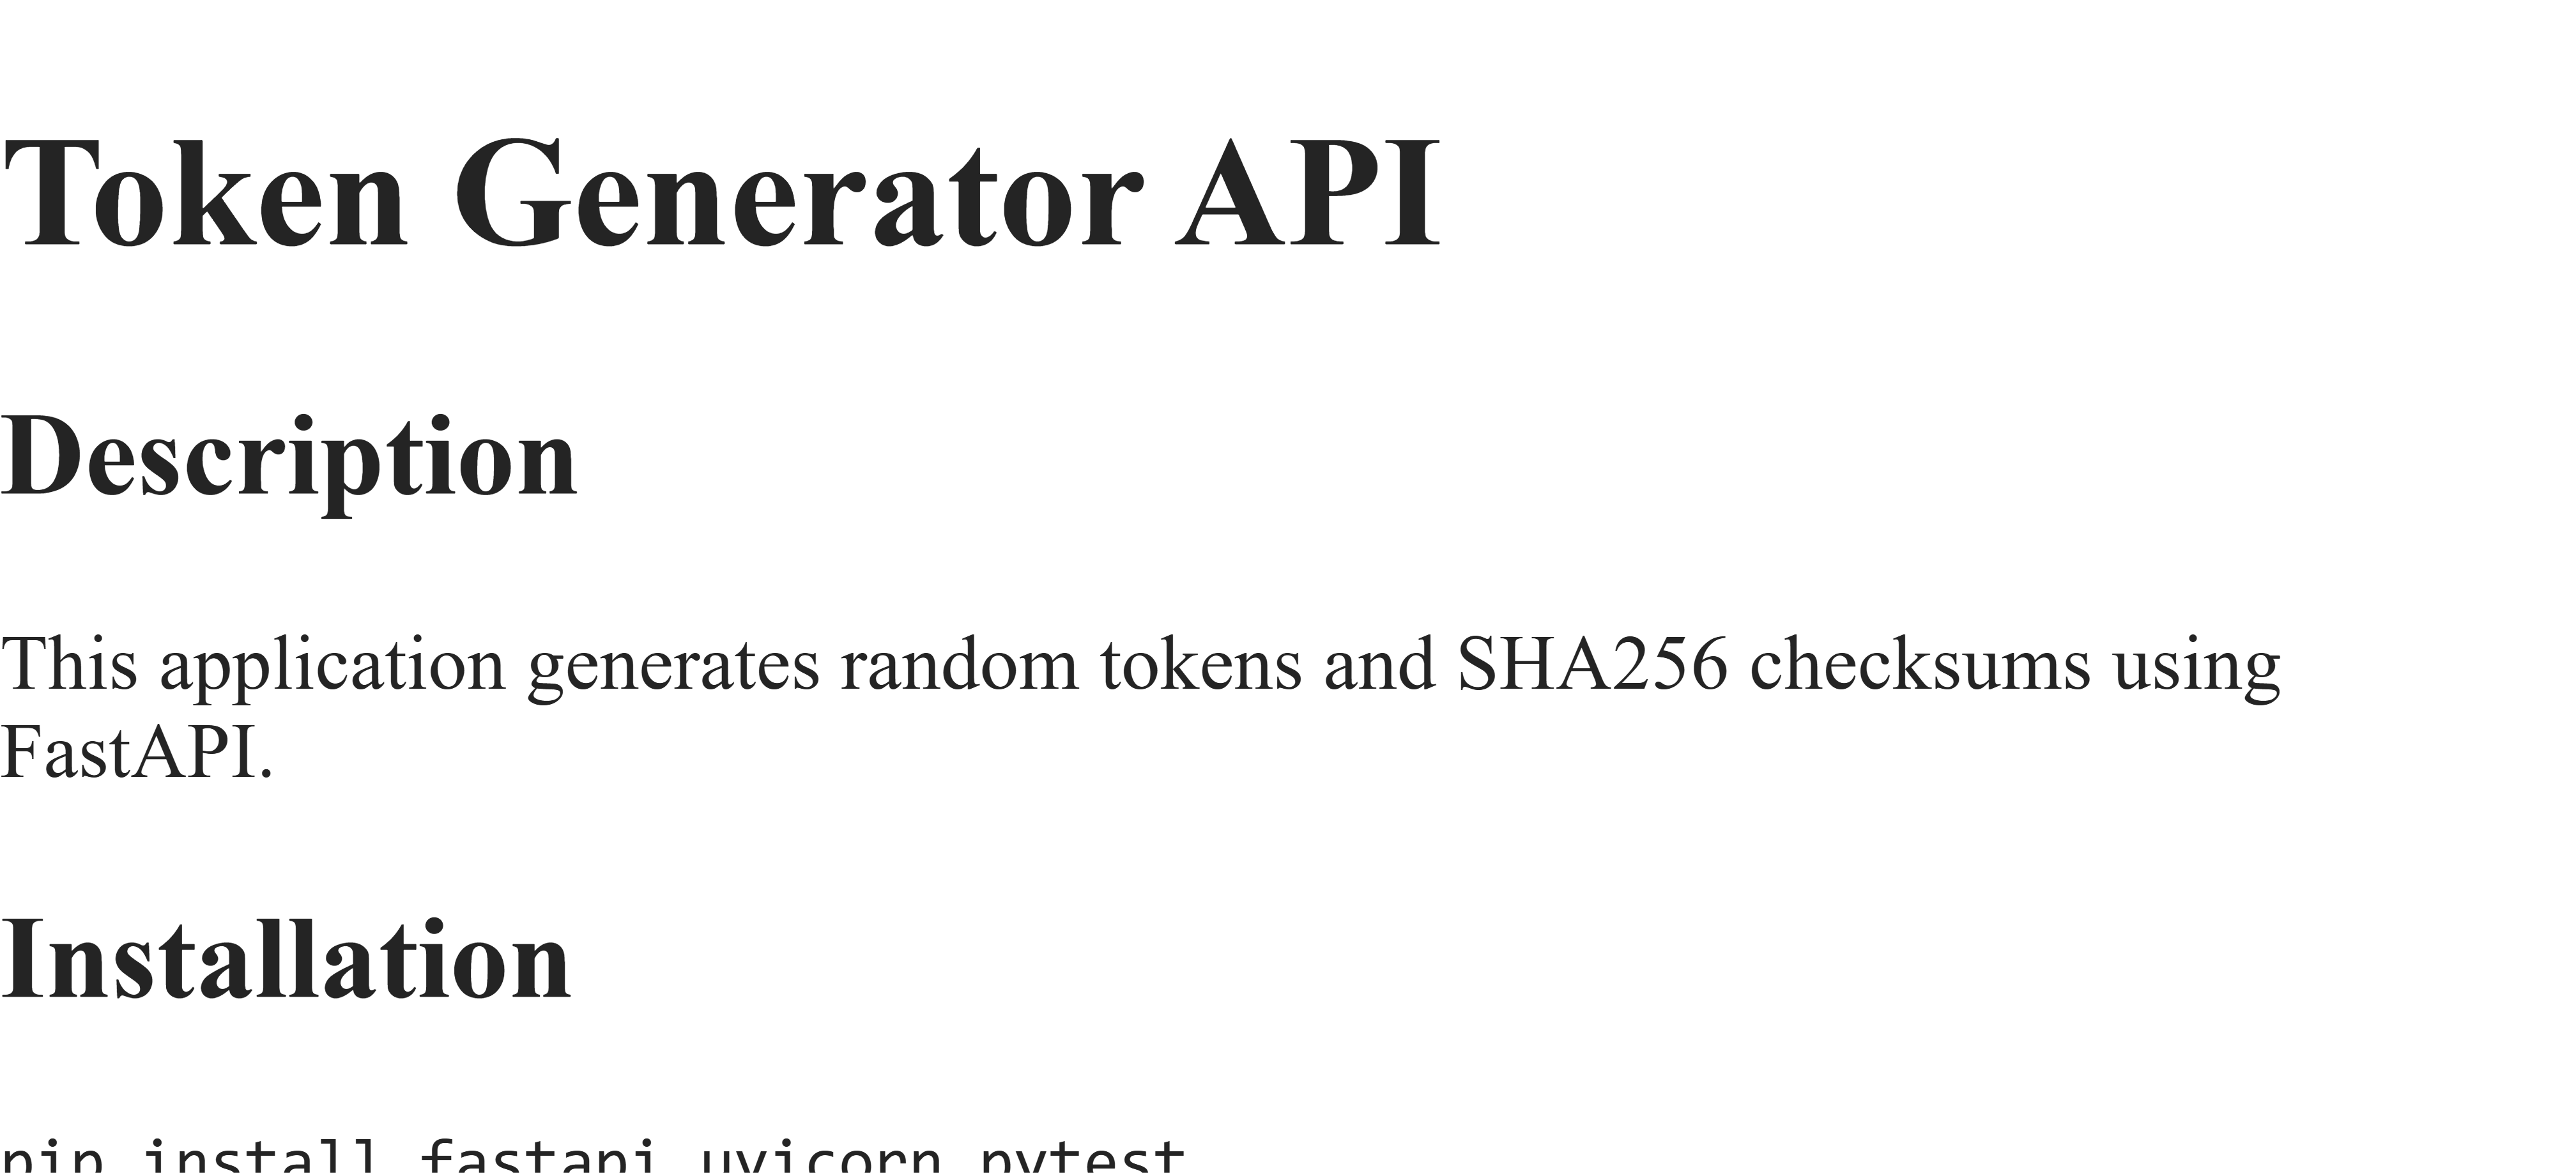 Token Generator API
Description
This application generates random tokens and SHA256 checksums using
FastAPI.
Installation
pip install fastapi uvicorn pytest